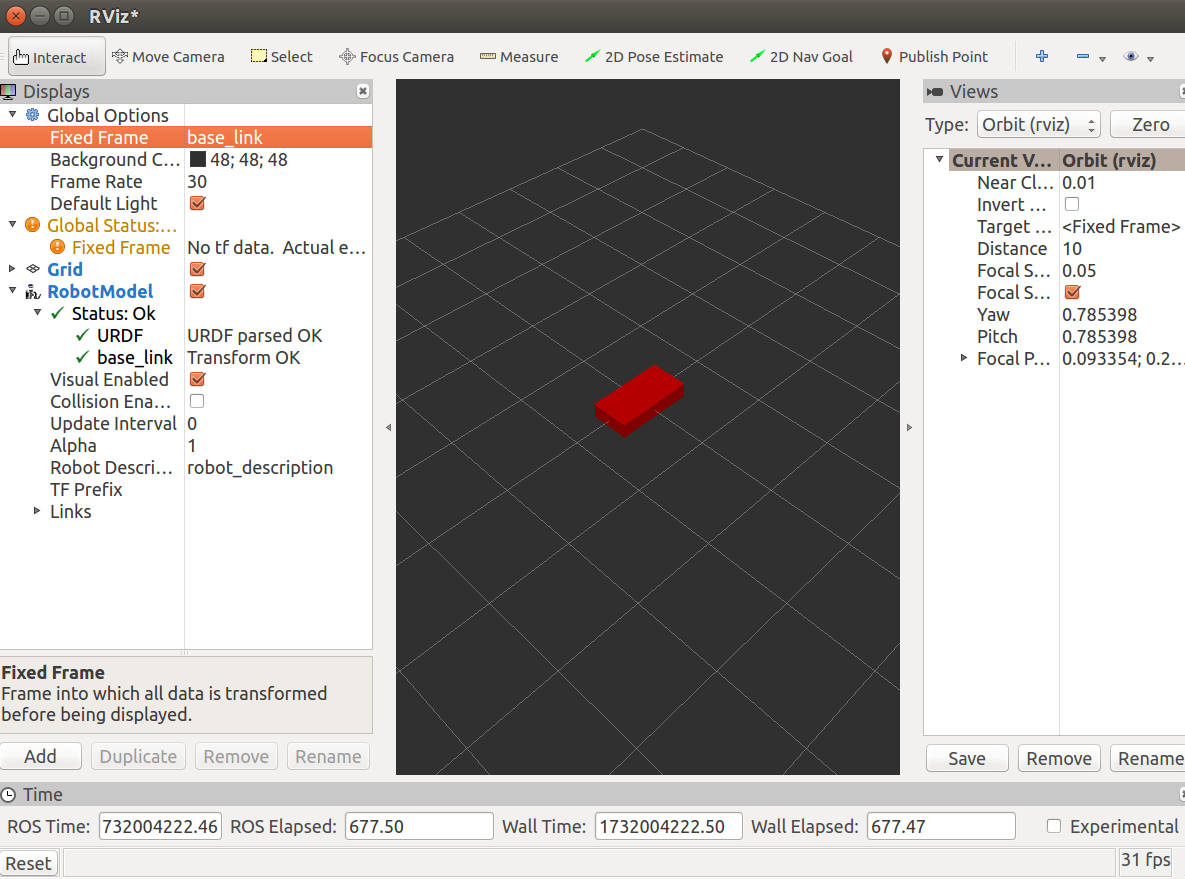 RViz*
Interact Move Camera Select Focus Camera Measure 2D Pose Estimate 2D Nav Goal Publish Point
Displays
Global Options
Fixed Frame base_link
Background C... 48; 48; 48
Frame Rate 30
Default Light
Global Status:...
Fixed Frame No tf data. Actual e...
Grid
RobotModel
Status: Ok
URDF URDF parsed OK
base_link Transform OK
Visual Enabled
Collision Ena...
Update Interval 0
Alpha 1
Robot Descri... robot_description
TF Prefix
Links
Fixed Frame
Frame into which all data is transformed
before being displayed.
Add Duplicate Remove Rename
Views
Type: Orbit (rviz) Zero
Current V... Orbit (rviz)
Near Cl... 0.01
Invert ...
Target ... <Fixed Frame>
Distance 10
Focal S... 0.05
Focal S...
Yaw 0.785398
Pitch 0.785398
Focal P... 0.093354; 0.2...
Save Remove Rename
Time
ROS Time: 732004222.46 ROS Elapsed: 677.50 Wall Time: 1732004222.50 Wall Elapsed: 677.47 Experimental
Reset 31 fps